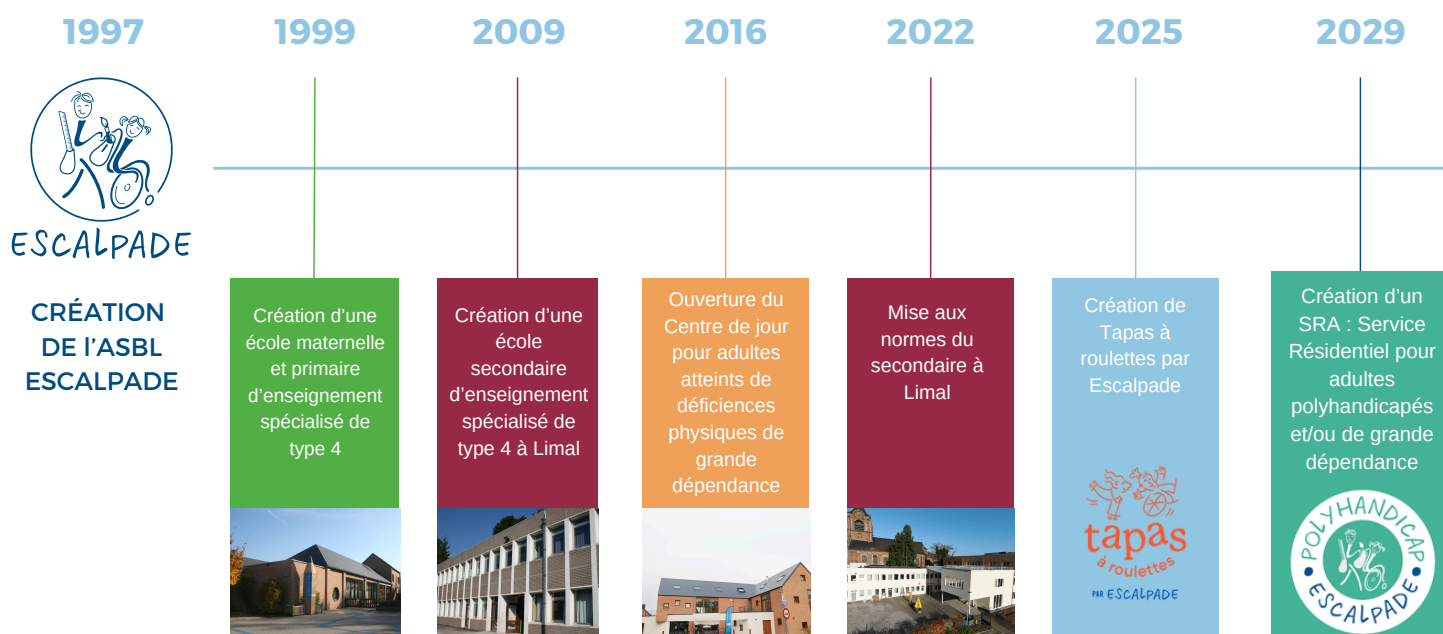 1997
1999
2009
2016
2022
2025
2029
ESCALPADE
CRÉATION
DE l'ASBL
ESCALPADE
Création d'une
école maternelle
et primaire
d'enseignement
spécialisé de
type 4
Création d'une
école
secondaire
d'enseignement
spécialisé de
type 4 à Limal
Ouverture du
Centre de jour
pour adultes
atteints de
déficiences
physiques de
grande
dépendance
Mise aux
normes du
secondaire à
Limal
Création de
Tapas à
roulettes par
Escalpade
tapas
à roulettes
PAR ESCALPADE
Création d'un
SRA : Service
Résidentiel pour
adultes
polyhandicapés
et/ou de grande
dépendance
POLYHANDICAP
ESCALPADE